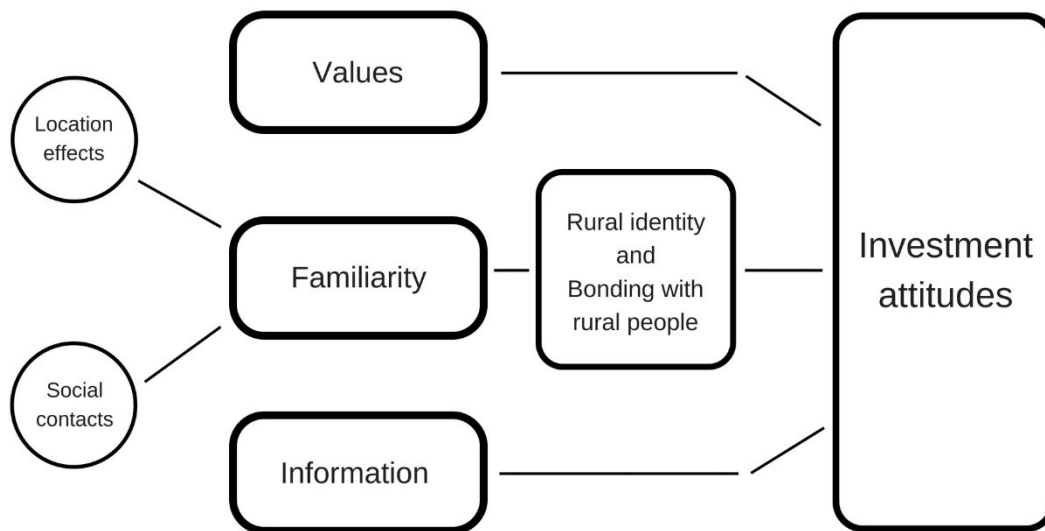 Values
Location
effects
Rural identity
and
Bonding with
rural people
Familiarity
Investment
attitudes
Social
contacts
Information